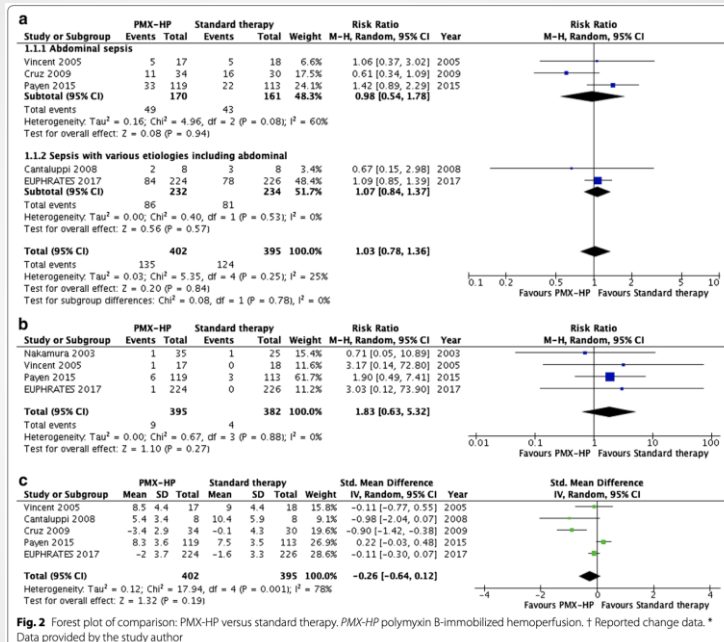 a
PMX-HP Standard therapy Risk Ratio Risk Ratio
Study or Subgroup Events Total Events Total Weight M-H, Random, 95% CI Year M-H, Random, 95% CI
1.1.1 Abdominal sepsis
Vincent 2005 5 17 5 18 6.6% 1.06 [0.37, 3.02] 2005
Cruz 2009 11 34 16 30 17.5% 0.61 [0.34, 1.09] 2009
Payen 2015 33 119 22 113 24.1% 1.42 [0.89, 2.29] 2015
Subtotal (95% CI) 170 161 48.3% 0.98 [0.54, 1.78]
Total events 49 43
Heterogeneity: Tau² = 0.16; Chi² = 4.96, df = 2 (P = 0.08); I² = 60%
Test for overall effect: Z = 0.08 (P = 0.94)
1.1.2 Sepsis with various etiologies including abdominal
Cantaluppi 2008 2 8 3 8 3.4% 0.67 [0.15, 2.98] 2008
EUPHRATES 2017 84 224 78 226 48.4% 1.09 [0.85, 1.39] 2017
Subtotal (95% CI) 232 234 51.7% 1.07 [0.84, 1.37]
Total events 86 81
Heterogeneity: Tau² = 0.00; Chi² = 0.40, df = 1 (P = 0.53); I² = 0%
Test for overall effect: Z = 0.56 (P = 0.57)
Total (95% CI) 402 395 100.0% 1.03 [0.78, 1.36]
Total events 135 124
Heterogeneity: Tau² = 0.03; Chi² = 5.35, df = 4 (P = 0.25); I² = 25%
Test for overall effect: Z = 0.20 (P = 0.84)
Test for subgroup differences: Chi² = 0.08, df = 1 (P = 0.78), I² = 0%
0.1 0.2 0.5 1 2 5 10
Favours PMX-HP Favours Standard therapy
b
PMX-HP Standard therapy Risk Ratio Risk Ratio
Study or Subgroup Events Total Events Total Weight M-H, Random, 95% CI Year M-H, Random, 95% CI
Nakamura 2003 1 35 1 25 15.4% 0.71 [0.05, 10.89] 2003
Vincent 2005 1 17 0 18 11.6% 3.17 [0.14, 72.80] 2005
Payen 2015 6 119 3 113 61.7% 1.90 [0.49, 7.41] 2015
EUPHRATES 2017 1 224 0 226 11.2% 3.03 [0.12, 73.90] 2017
Total (95% CI) 395 382 100.0% 1.83 [0.63, 5.32]
Total events 9 4
Heterogeneity: Tau² = 0.00; Chi² = 0.67, df = 3 (P = 0.88); I² = 0%
Test for overall effect: Z = 1.10 (P = 0.27)
0.01 0.1 1 10 100
Favours PMX-HP Favours Standard therapy
c
PMX-HP Standard therapy Std. Mean Difference Std. Mean Difference
Study or Subgroup Mean SD Total Mean SD Total Weight IV, Random, 95% CI Year IV, Random, 95% CI
Vincent 2005 8.5 4.4 17 9 4.4 18 15.8% -0.11 [-0.77, 0.55] 2005
Cantaluppi 2008 5.4 3.4 8 10.4 5.9 8 9.1% -0.98 [-2.04, 0.07] 2008
Cruz 2009 -3.4 2.9 34 -0.1 4.3 30 19.6% -0.90 [-1.42, -0.38] 2009
Payen 2015 8.3 3.6 119 7.5 3.5 113 26.9% 0.22 [-0.03, 0.48] 2015
EUPHRATES 2017 -2 3.7 224 -1.6 3.3 226 28.6% -0.11 [-0.30, 0.07] 2017
Total (95% CI) 402 395 100.0% -0.26 [-0.64, 0.12]
Heterogeneity: Tau² = 0.12; Chi² = 17.94, df = 4 (P = 0.001); I² = 78%
Test for overall effect: Z = 1.32 (P = 0.19)
-4 -2 0 2 4
Favours PMX-HP Favours Standard therapy
Fig. 2 Forest plot of comparison: PMX-HP versus standard therapy. PMX-HP polymyxin B-immobilized hemoperfusion. † Reported change data. *
Data provided by the study author